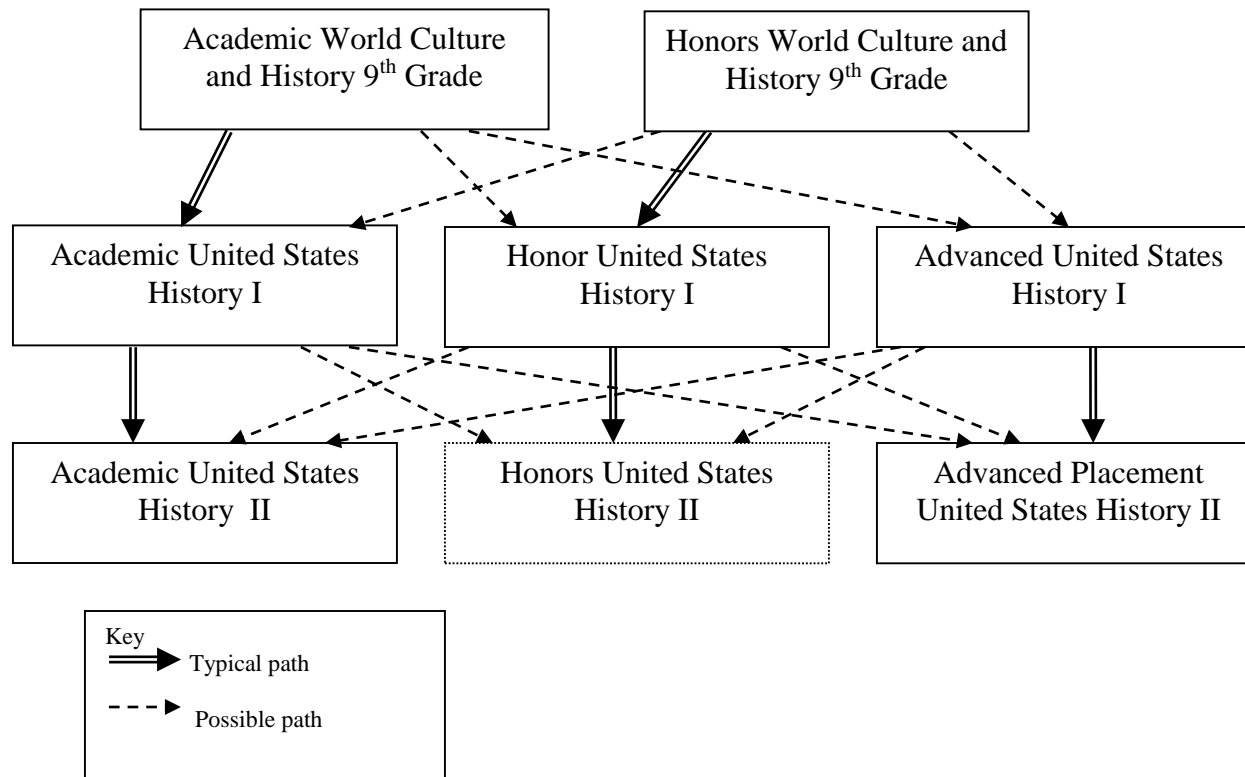 Academic World Culture
and History 9th Grade
Honors World Culture and
History 9th Grade
Academic United States
History I
Honor United States
History I
Advanced United States
History I
Academic United States
History II
Honors United States
History II
Advanced Placement
United States History II
Key
Typical path
Possible path